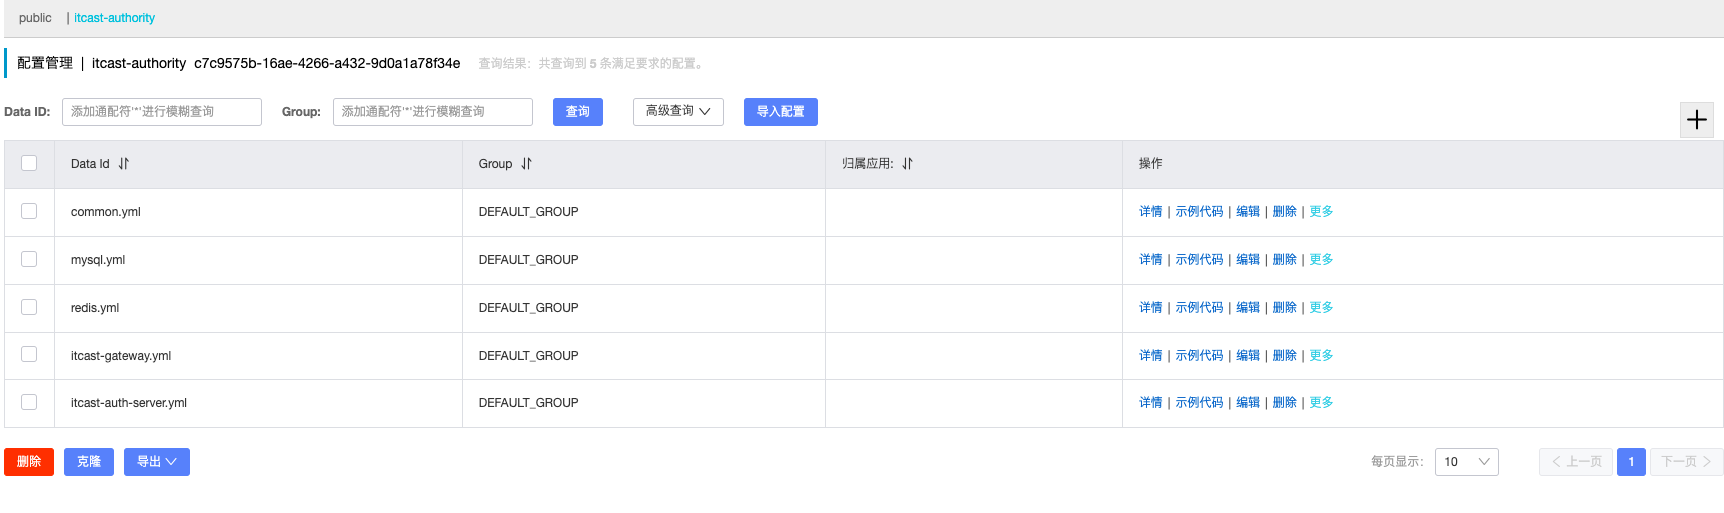 public | itcast-authority
配置管理 | itcast-authority c7c9575b-16ae-4266-a432-9d0a1a78f34e 查询结果：共查询到 5 条满足要求的配置。
Data ID: 添加通配符'*'进行模糊查询 Group: 添加通配符'*'进行模糊查询 查询 高级查询 导入配置
Data Id Group 归属应用: 操作
common.yml DEFAULT_GROUP 详情 | 示例代码 | 编辑 | 删除 | 更多
mysql.yml DEFAULT_GROUP 详情 | 示例代码 | 编辑 | 删除 | 更多
redis.yml DEFAULT_GROUP 详情 | 示例代码 | 编辑 | 删除 | 更多
itcast-gateway.yml DEFAULT_GROUP 详情 | 示例代码 | 编辑 | 删除 | 更多
itcast-auth-server.yml DEFAULT_GROUP 详情 | 示例代码 | 编辑 | 删除 | 更多
删除 克隆 导出 每页显示: 10 上一页 1 下一页